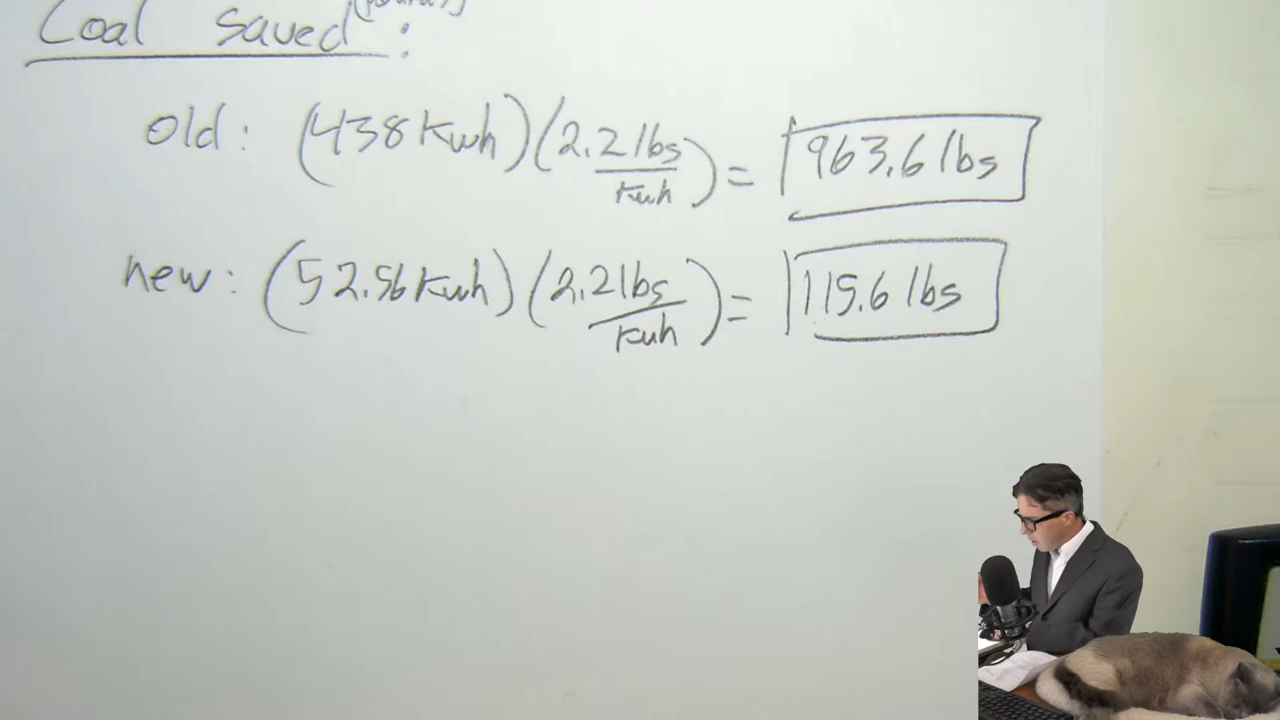 Coal saved :
old: (438 Kwh) (2.2 lbs/Kwh) = 963.6 lbs
new: (52.56 Kwh) (2.2 lbs/Kwh) = 115.6 lbs